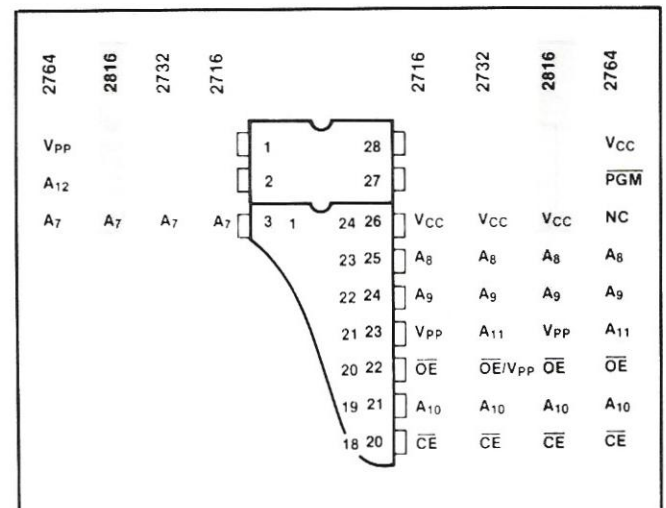 2764 2816 2732 2716 2716 2732 2816 2764
VPP 1 28 VCC
A12 2 27 PGM
A7 A7 A7 A7 3 1 24 26 VCC VCC VCC NC
23 25 A8 A8 A8 A8
22 24 A9 A9 A9 A9
21 23 VPP A11 VPP A11
20 22 OE OE/VPP OE OE
19 21 A10 A10 A10 A10
18 20 CE CE CE CE